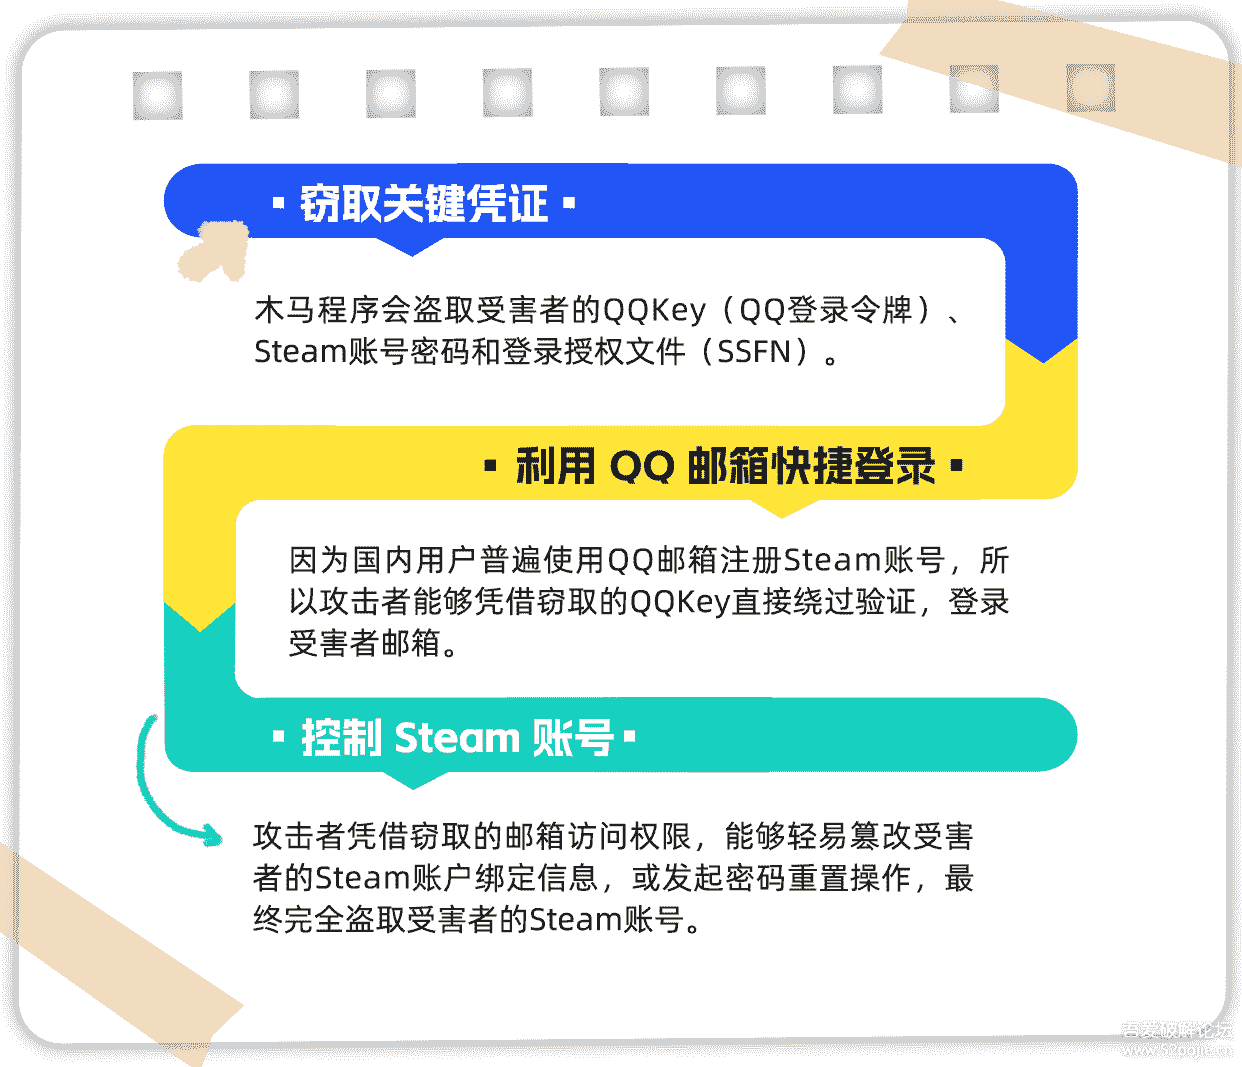 ▪ 窃取关键凭证 ▪
木马程序会盗取受害者的QQKey（QQ登录令牌）、
Steam账号密码和登录授权文件（SSFN）。
▪ 利用 QQ 邮箱快捷登录 ▪
因为国内用户普遍使用QQ邮箱注册Steam账号，所
以攻击者能够凭借窃取的QQKey直接绕过验证，登录
受害者邮箱。
▪ 控制 Steam 账号 ▪
攻击者凭借窃取的邮箱访问权限，能够轻易篡改受害
者的Steam账户绑定信息，或发起密码重置操作，最
终完全盗取受害者的Steam账号。
吾爱破解论坛
www.52pojie.cn